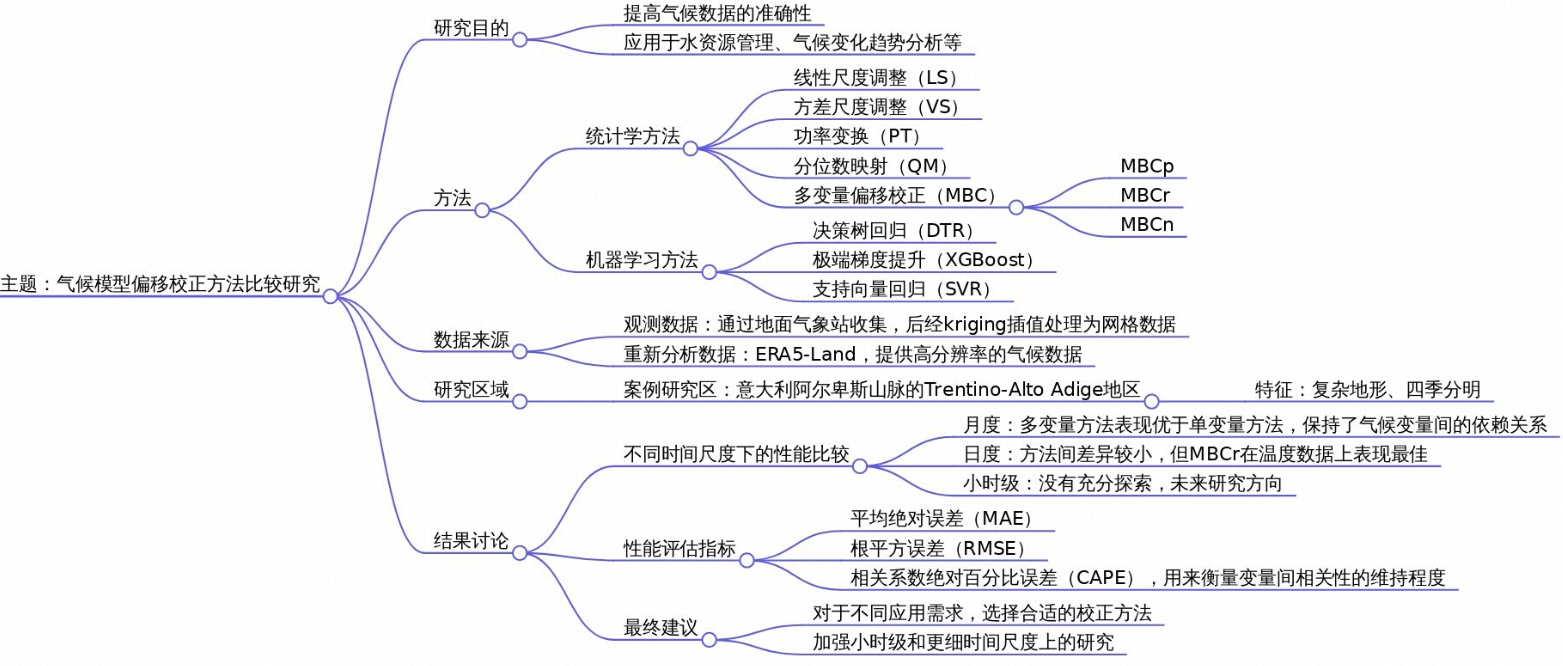 主题：气候模型偏移校正方法比较研究
研究目的
提高气候数据的准确性
应用于水资源管理、气候变化趋势分析等
方法
统计学方法
线性尺度调整（LS）
方差尺度调整（VS）
功率变换（PT）
分位数映射（QM）
多变量偏移校正（MBC）
MBCp
MBCr
MBCn
机器学习方法
决策树回归（DTR）
极端梯度提升（XGBoost）
支持向量回归（SVR）
数据来源
观测数据：通过地面气象站收集，后经kriging插值处理为网格数据
重新分析数据：ERA5-Land，提供高分辨率的气候数据
研究区域
案例研究区：意大利阿尔卑斯山脉的Trentino-Alto Adige地区
特征：复杂地形、四季分明
结果讨论
不同时间尺度下的性能比较
月度：多变量方法表现优于单变量方法，保持了气候变量间的依赖关系
日度：方法间差异较小，但MBCr在温度数据上表现最佳
小时级：没有充分探索，未来研究方向
性能评估指标
平均绝对误差（MAE）
根平方误差（RMSE）
相关系数绝对百分比误差（CAPE），用来衡量变量间相关性的维持程度
最终建议
对于不同应用需求，选择合适的校正方法
加强小时级和更细时间尺度上的研究